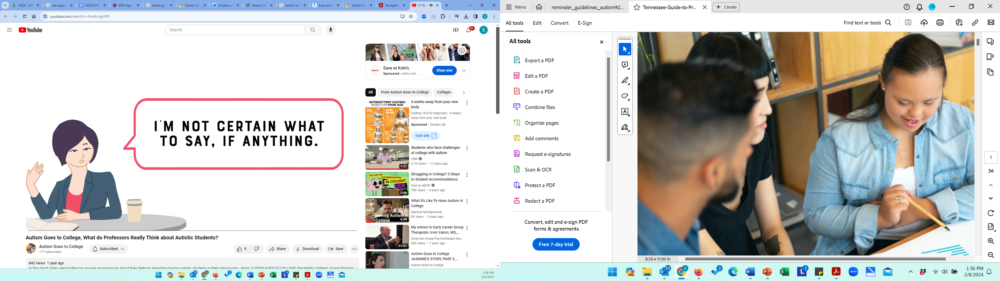 2024 - STA
are suppo
020724 FE
BMS App -
teaching o
Autism Sp
Evidence-
Search | A
autism tea
Executive
Autism Sp
Workplace
(718) A
youtube.com/watch?v=0ro4cmgtYPE
YouTube
Search
9+
S
I'M NOT CERTAIN WHAT
TO SAY, IF ANYTHING.
Autism Goes to College, What do Professors Really Think about Autistic Students?
Autism Goes to College
177 subscribers
Subscribed
9
Share
Download
Save
842 views 1 year ago
In this short video, real professors answer anonymously about their feelings regarding having autistic students in their classrooms. From AUTISM GOES TO COLLEGE, the Webby Anthem Award Winning
KOHL'S
Save at Kohl's.
Sponsored · kohls.com
Shop now
All
From Autism Goes to College
Colleges
INTERMITTENT FASTING
BASED ON YOUR AGE
4 weeks away from your new
body
Fasting 16:8 for beginners · 4 weeks
away from your new body
Sponsored · Simple Life
Visit site
1:21
Students who face challenges
of college with autism
CNN
5.7K views • 11 years ago
YOU CAN GET
ACCOMMODATIONS
IN COLLEGE?
5:06
Struggling in College? 3 Steps
to Student Accommodations
How to ADHD
78K views • 4 years ago
Having Autism in
College
6:30
What It's Like To Have Autism in
College
Spencer Montgomerie
8K views • 3 years ago
57:51
My Advice to Early Career Group
Therapists: Irvin Yalom, MD,...
American Group Psychotherapy Ass...
92K views • 7 years ago
Autism Goes to College
JASMINE'S STORY, PART 3,...
Autism Goes to College
1:36 PM
2/8/2024
Menu
reminder_guidelines_autism92...
Tennessee-Guide-to-Pr...
Create
All tools
Edit
Convert
E-Sign
Find text or tools
All tools
Export a PDF
Edit a PDF
Create a PDF
Combine files
Organize pages
Add comments
Request e-signatures
Scan & OCR
Protect a PDF
Redact a PDF
Convert, edit and e-sign PDF
forms & agreements.
Free 7-day trial
8.50 x 11.00 in
1
36
1:36 PM
2/8/2024